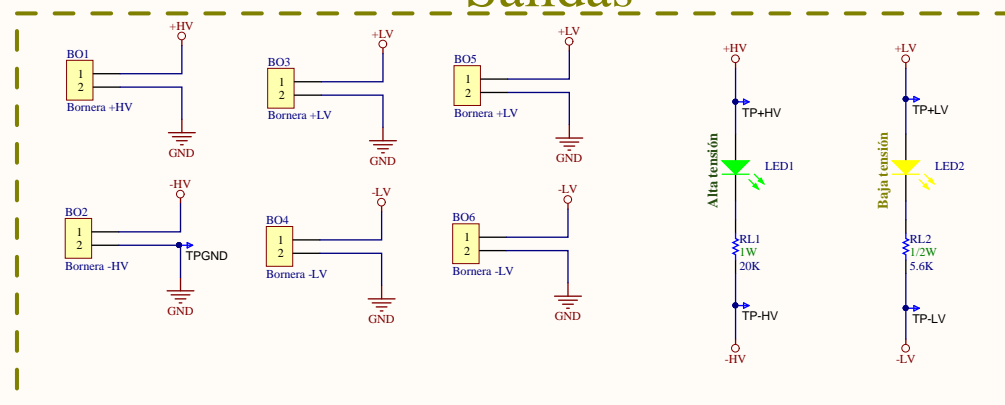 Salidas
+HV
BO1
1
2
Bornera +HV
GND
+LV
BO3
1
2
Bornera +LV
GND
+LV
BO5
1
2
Bornera +LV
GND
-HV
BO2
1
2
TPGND
Bornera -HV
GND
-LV
BO4
1
2
Bornera -LV
GND
-LV
BO6
1
2
Bornera -LV
GND
+HV
TP+HV
Alta tensión
LED1
RL1
1W
20K
TP-HV
-HV
+LV
TP+LV
Baja tensión
LED2
RL2
1/2W
5.6K
TP-LV
-LV